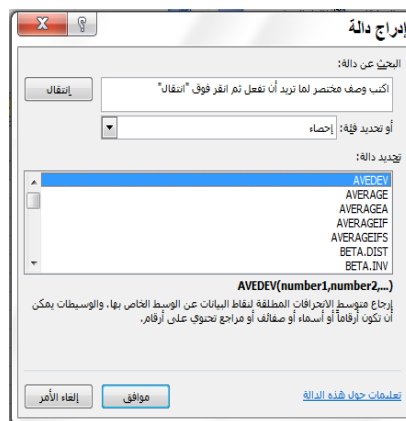 إدراج دالة
البحث عن دالة:
اكتب وصف مختصر لما تريد أن تفعل ثم انقر فوق "انتقال"
إنتقال
أو تحديد فئة: إحصاء
تحديد دالة:
AVEDEV
AVERAGE
AVERAGEA
AVERAGEIF
AVERAGEIFS
BETA.DIST
BETA.INV
AVEDEV(number1,number2,...)
إرجاع متوسط الانحرافات المطلقة لنقاط البيانات عن الوسط الخاص بها، والوسيطات يمكن
أن تكون أرقاماً أو أسماء أو صفائف أو مراجع تحتوي على أرقام.
تعليمات حول هذه الدالة
موافق
إلغاء الأمر